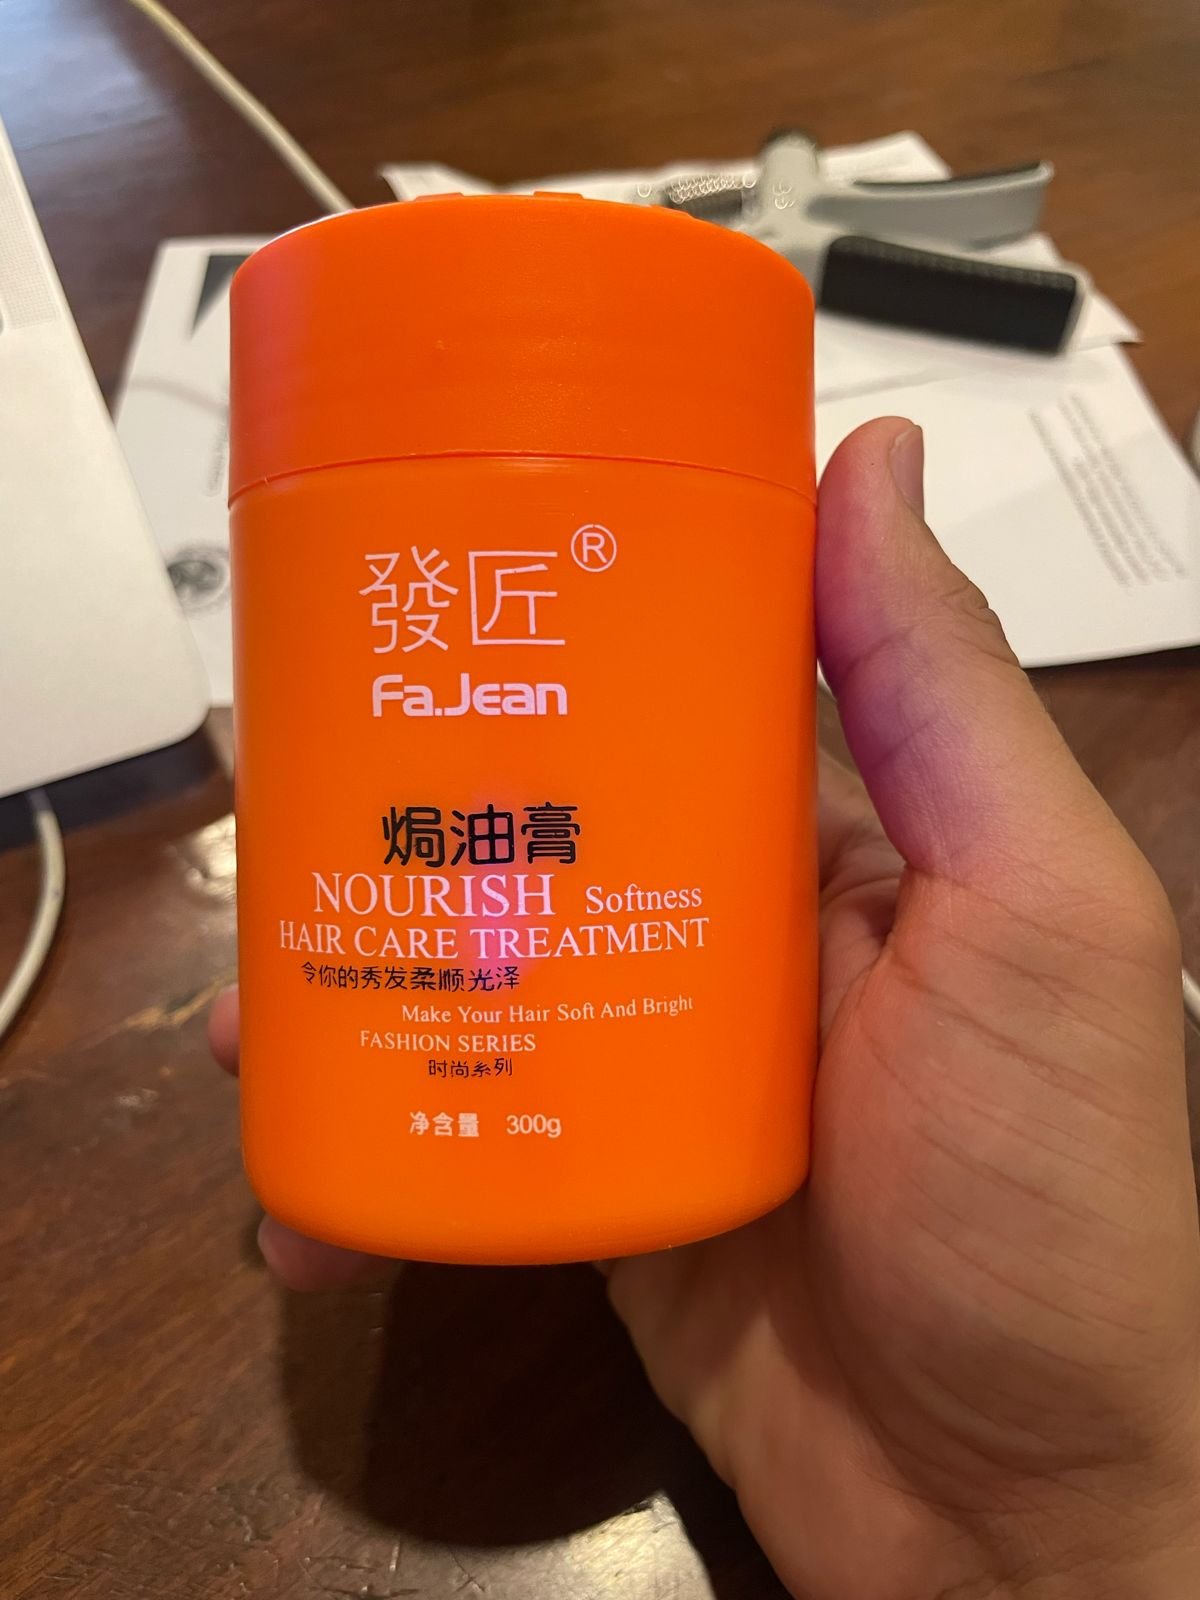 發匠®
Fa.Jean
焗油膏
NOURISH Softness
HAIR CARE TREATMENT
令你的秀发柔顺光泽
Make Your Hair Soft And Bright
FASHION SERIES
时尚系列
净含量 300g